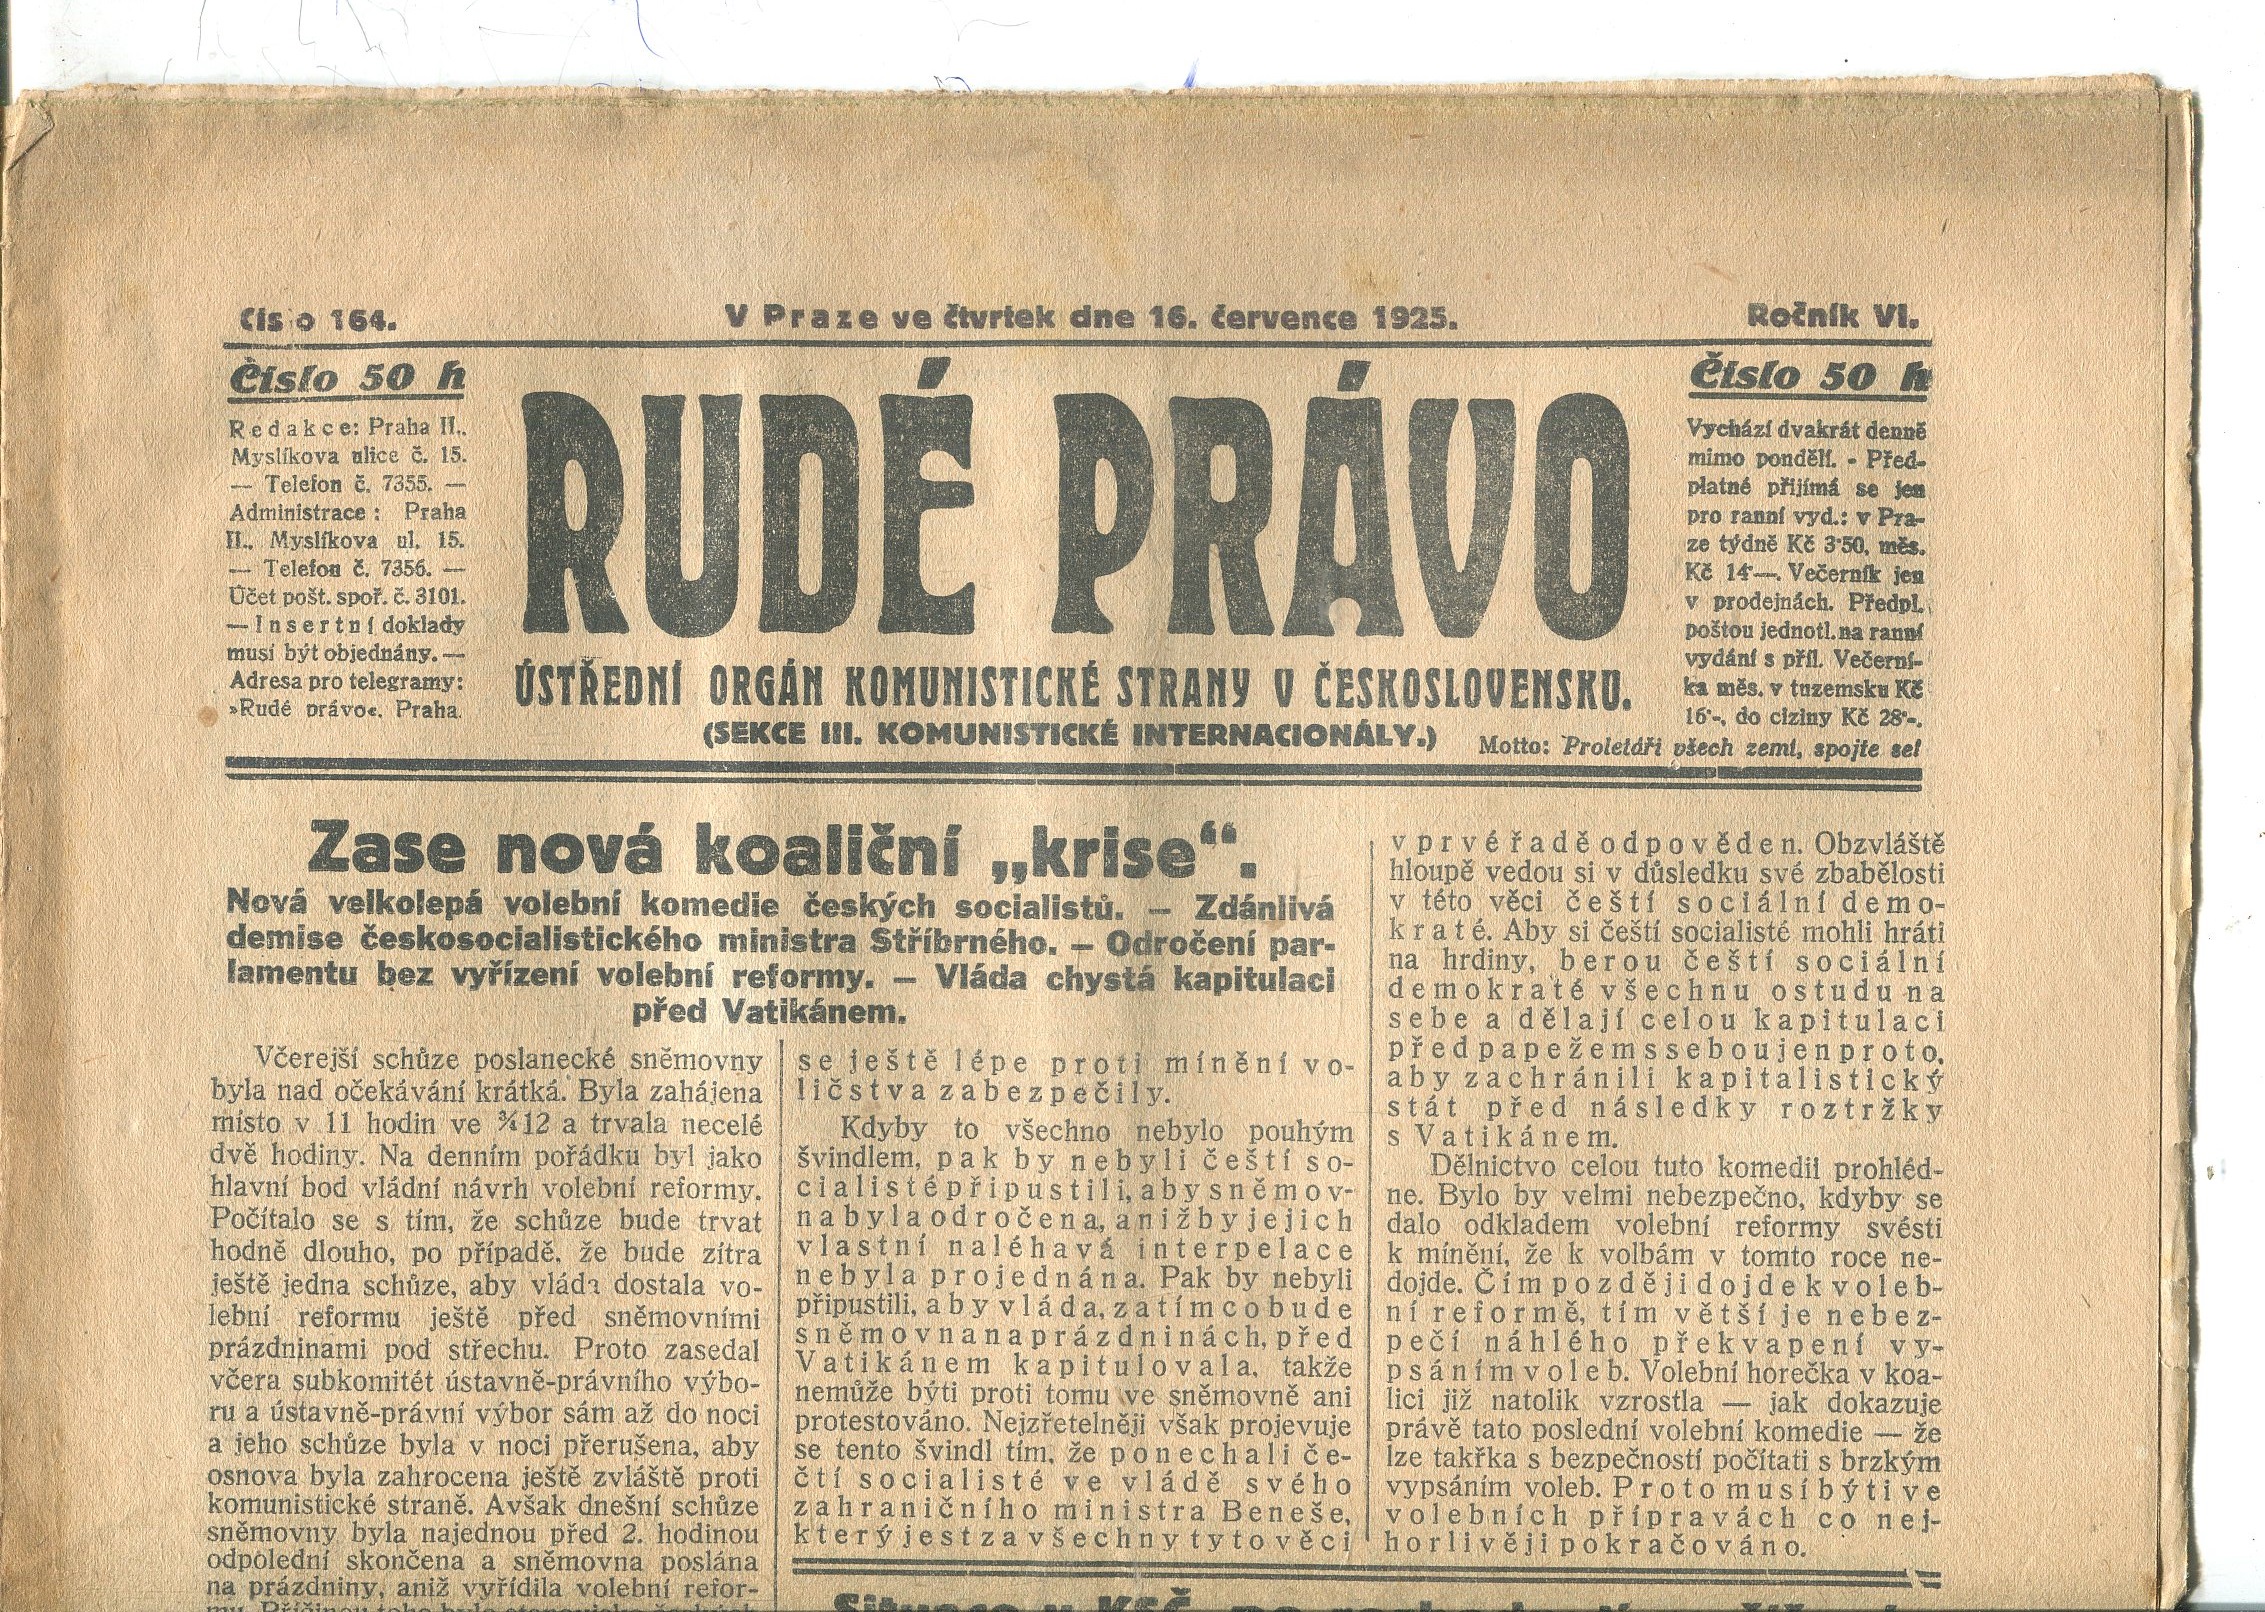 Číslo 164.
V Praze ve čtvrtek dne 16. července 1925.
Ročník VI.
Číslo 50 h
Redakce: Praha II.,
Myslíkova ulice č. 15.
— Telefon č. 7355. —
Administrace: Praha
II., Myslíkova ul. 15.
— Telefon č. 7356. —
Účet pošt. spoř. č. 3101.
— Insertní doklady
musí být objednány. —
Adresa pro telegramy:
»Rudé právo«, Praha.
RUDÉ PRÁVO
ÚSTŘEDNÍ ORGÁN KOMUNISTICKÉ STRANY V ČESKOSLOVENSKU.
(SEKCE III. KOMUNISTICKÉ INTERNACIONÁLY.)
Číslo 50 h
Vychází dvakrát denně
mimo pondělí. - Před-
platné přijímá se jen
pro ranní vyd.: v Pra-
ze týdně Kč 3·50, měs.
Kč 14·—. Večerník jen
v prodejnách. Předpl.
poštou jednotl. na ranní
vydání s příl. Večerní-
ka měs. v tuzemsku Kč
16·-, do ciziny Kč 28·-.
Motto: Proletáři všech zemí, spojte se!
Zase nová koaliční „krise“.
Nová velkolepá volební komedie českých socialistů. — Zdánlivá
demise českosocialistického ministra Stříbrného. — Odročení par-
lamentu bez vyřízení volební reformy. — Vláda chystá kapitulaci
před Vatikánem.
Včerejší schůze poslanecké sněmovny
byla nad očekávání krátká. Byla zahájena
místo v 11 hodin ve ¾12 a trvala necelé
dvě hodiny. Na denním pořádku byl jako
hlavní bod vládní návrh volební reformy.
Počítalo se s tím, že schůze bude trvat
hodně dlouho, po případě, že bude zítra
ještě jedna schůze, aby vláda dostala vo-
lební reformu ještě před sněmovními
prázdninami pod střechu. Proto zasedal
včera subkomitét ústavně-právního výbo-
ru a ústavně-právní výbor sám až do noci
a jeho schůze byla v noci přerušena, aby
osnova byla zahrocena ještě zvláště proti
komunistické straně. Avšak dnešní schůze
sněmovny byla najednou před 2. hodinou
odpolední skončena a sněmovna poslána
na prázdniny, aniž vyřídila volební refor-
se ještě lépe proti mínění vo-
ličstva zabezpečily.
Kdyby to všechno nebylo pouhým
švindlem, pak by nebyli čeští so-
cialisté připustili, aby sněmov-
na byla odročena, aniž by jejich
vlastní naléhavá interpelace
nebyla projednána. Pak by nebyli
připustili, aby vláda, zatím co bude
sněmovna na prázdninách, před
Vatikánem kapitulovala, takže
nemůže býti proti tomu ve sněmovně ani
protestováno. Nejzřetelněji však projevuje
se tento švindl tím, že ponechali če-
čtí socialisté ve vládě svého
zahraničního ministra Beneše,
který jest za všechny tyto věci
v prvé řadě odpověden. Obzvláště
hloupě vedou si v důsledku své zbabělosti
v této věci čeští sociální demo-
kraté. Aby si čeští socialisté mohli hráti
na hrdiny, berou čeští sociální
demokraté všechnu ostudu na
sebe a dělají celou kapitulaci
před papežem s sebou jen proto,
aby zachránili kapitalistický
stát před následky roztržky
s Vatikánem.
Dělnictvo celou tuto komedii prohléd-
ne. Bylo by velmi nebezpečno, kdyby se
dalo odkladem volební reformy svésti
k mínění, že k volbám v tomto roce ne-
dojde. Čím později dojde k voleb-
ní reformě, tím větší je nebez-
pečí náhlého překvapení vy-
psáním voleb. Volební horečka v koa-
lici již natolik vzrostla — jak dokazuje
právě tato poslední volební komedie — že
lze takřka s bezpečností počítati s brzkým
vypsáním voleb. Proto musí býti ve
volebních přípravách co nej-
horlivěji pokračováno.